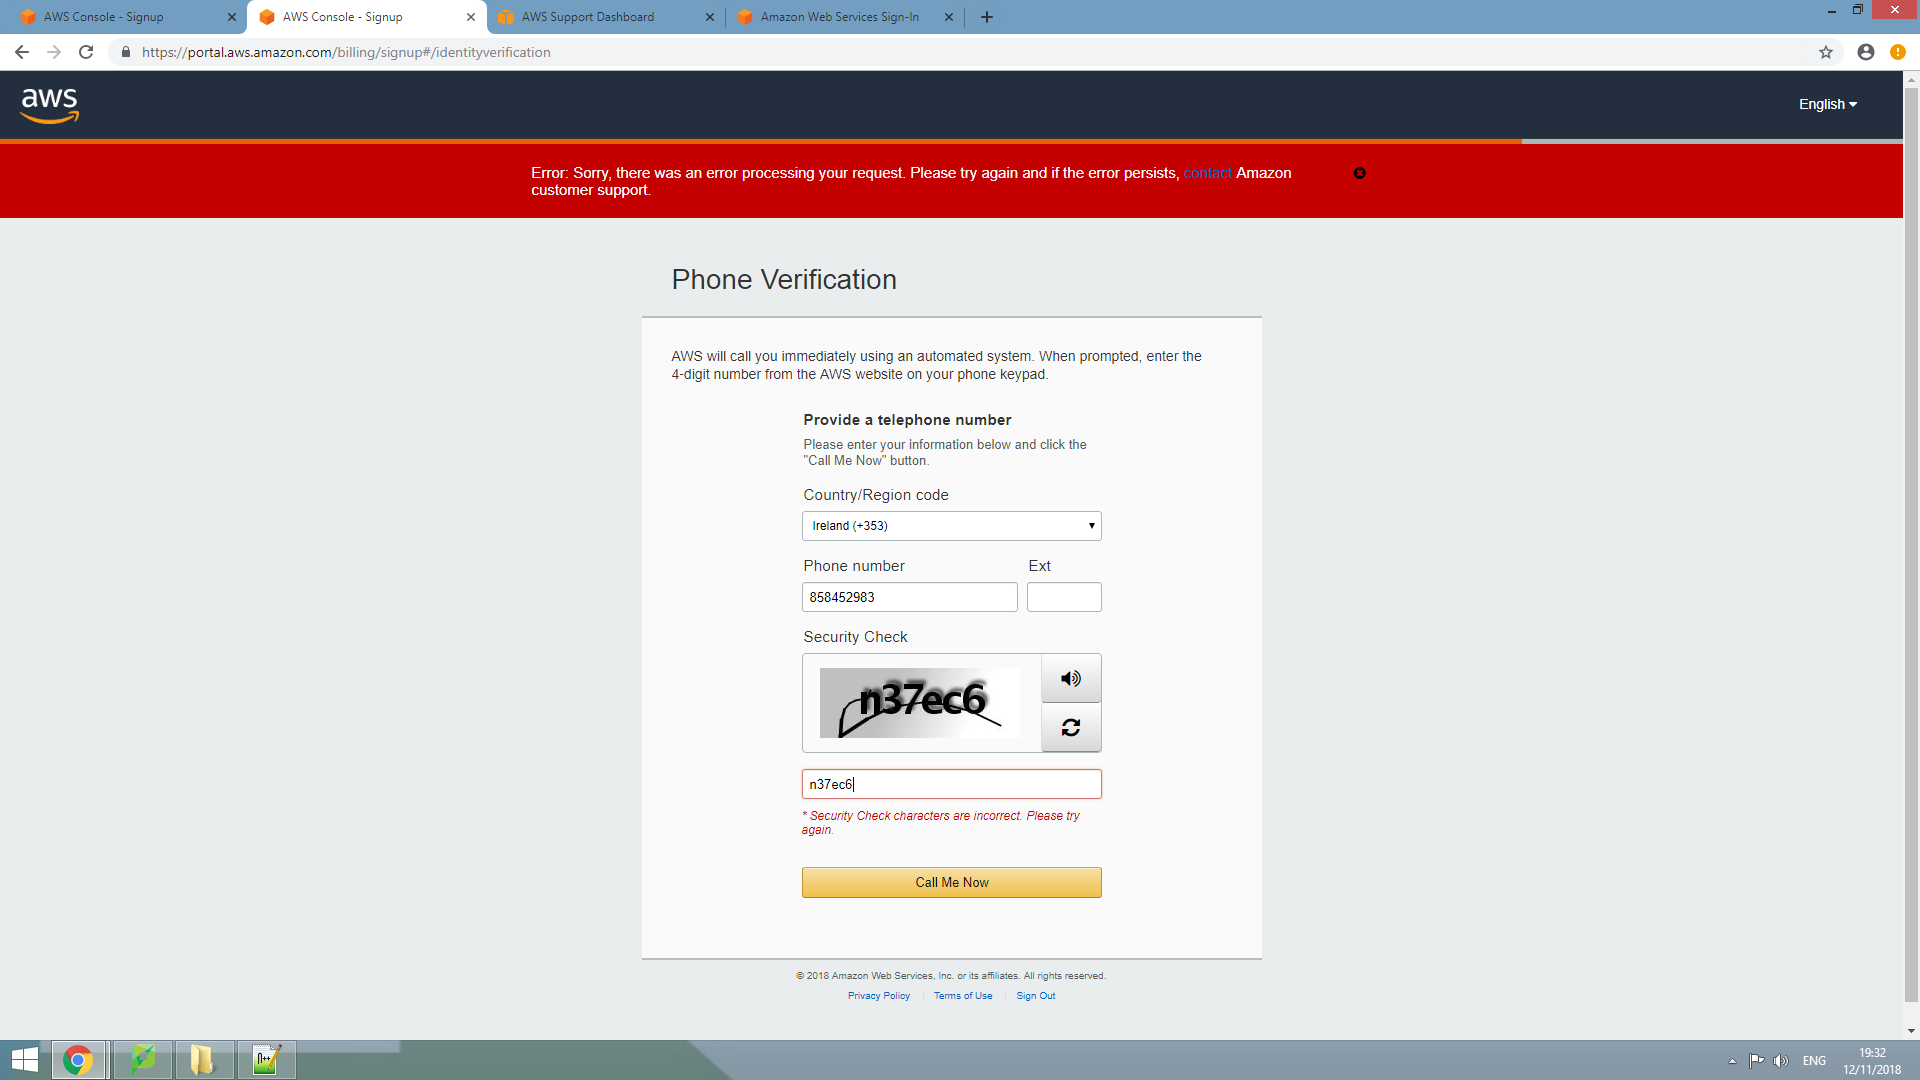 AWS Console - Signup
AWS Console - Signup
AWS Support Dashboard
Amazon Web Services Sign-In
https://portal.aws.amazon.com/billing/signup#/identityverification
aws
English
Error: Sorry, there was an error processing your request. Please try again and if the error persists, contact Amazon
customer support.
Phone Verification
AWS will call you immediately using an automated system. When prompted, enter the
4-digit number from the AWS website on your phone keypad.
Provide a telephone number
Please enter your information below and click the
"Call Me Now" button.
Country/Region code
Ireland (+353)
Phone number
Ext
858452983
Security Check
n37ec6
n37ec6
* Security Check characters are incorrect. Please try
again.
Call Me Now
© 2018 Amazon Web Services, Inc. or its affiliates. All rights reserved.
Privacy Policy
Terms of Use
Sign Out
ENG
19:32
12/11/2018